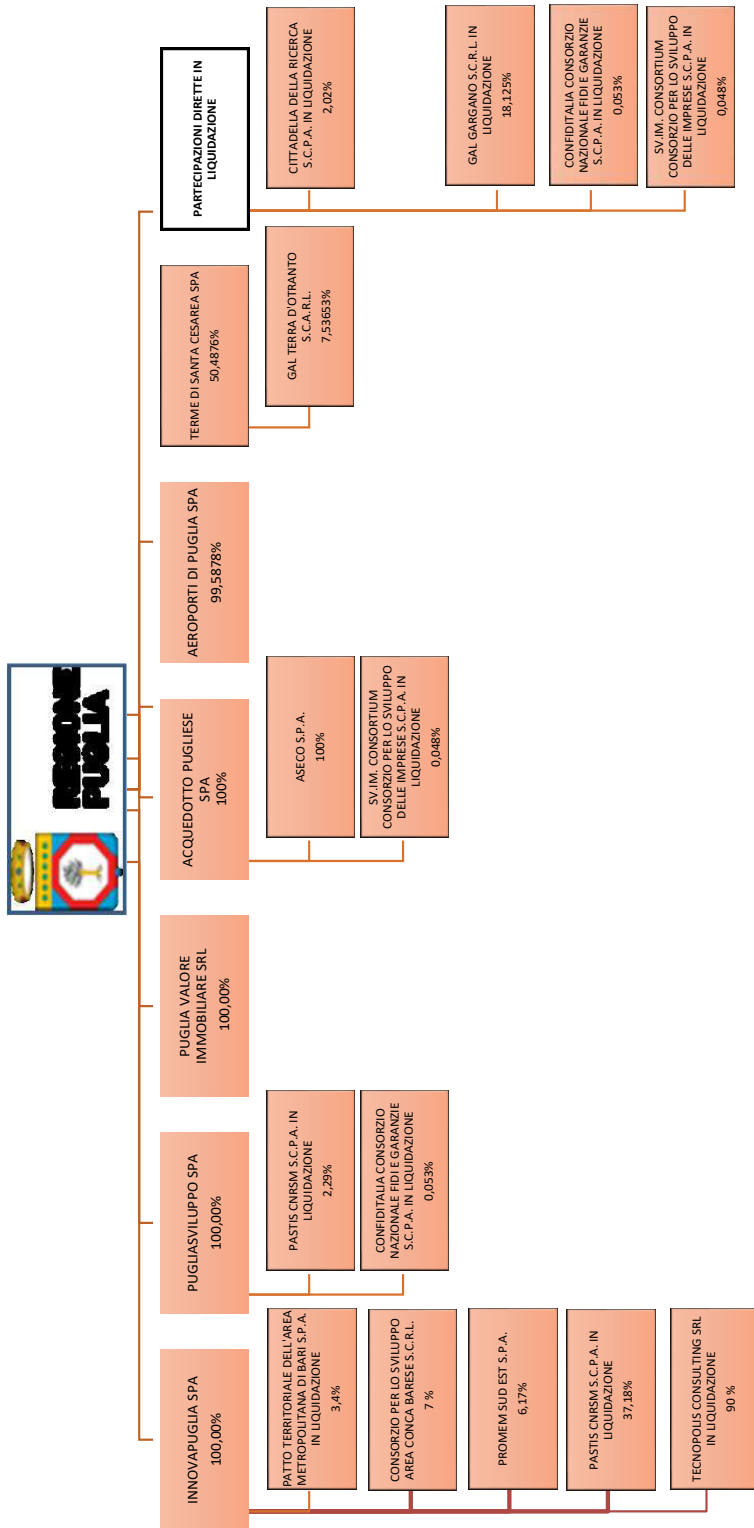 REGIONE
PUGLIA
INNOVAPUGLIA SPA
100,00%
PATTO TERRITORIALE DELL'AREA
METROPOLITANA DI BARI S.P.A.
IN LIQUIDAZIONE
3,4%
CONSORZIO PER LO SVILUPPO
AREA CONCA BARESE S.C.R.L.
7 %
PROMEM SUD EST S.P.A.
6,17%
PASTIS CNRSM S.C.P.A. IN
LIQUIDAZIONE
37,18%
TECNOPOLIS CONSULTING SRL
IN LIQUIDAZIONE
90 %
PUGLIASVILUPPO SPA
100,00%
PASTIS CNRSM S.C.P.A. IN
LIQUIDAZIONE
2,29%
CONFIDITALIA CONSORZIO
NAZIONALE FIDI E GARANZIE
S.C.P.A. IN LIQUIDAZIONE
0,053%
PUGLIA VALORE
IMMOBILIARE SRL
100,00%
ACQUEDOTTO PUGLIESE
SPA
100%
ASECO S.P.A.
100%
SV.IM. CONSORTIUM
CONSORZIO PER LO SVILUPPO
DELLE IMPRESE S.C.P.A. IN
LIQUIDAZIONE
0,048%
AEROPORTI DI PUGLIA SPA
99,5878%
TERME DI SANTA CESAREA SPA
50,4876%
GAL TERRA D'OTRANTO
S.C.A.R.L.
7,53653%
PARTECIPAZIONI DIRETTE IN
LIQUIDAZIONE
CITTADELLA DELLA RICERCA
S.C.P.A. IN LIQUIDAZIONE
2,02%
GAL GARGANO S.C.R.L. IN
LIQUIDAZIONE
18,125%
CONFIDITALIA CONSORZIO
NAZIONALE FIDI E GARANZIE
S.C.P.A. IN LIQUIDAZIONE
0,053%
SV.IM. CONSORTIUM
CONSORZIO PER LO SVILUPPO
DELLE IMPRESE S.C.P.A. IN
LIQUIDAZIONE
0,048%